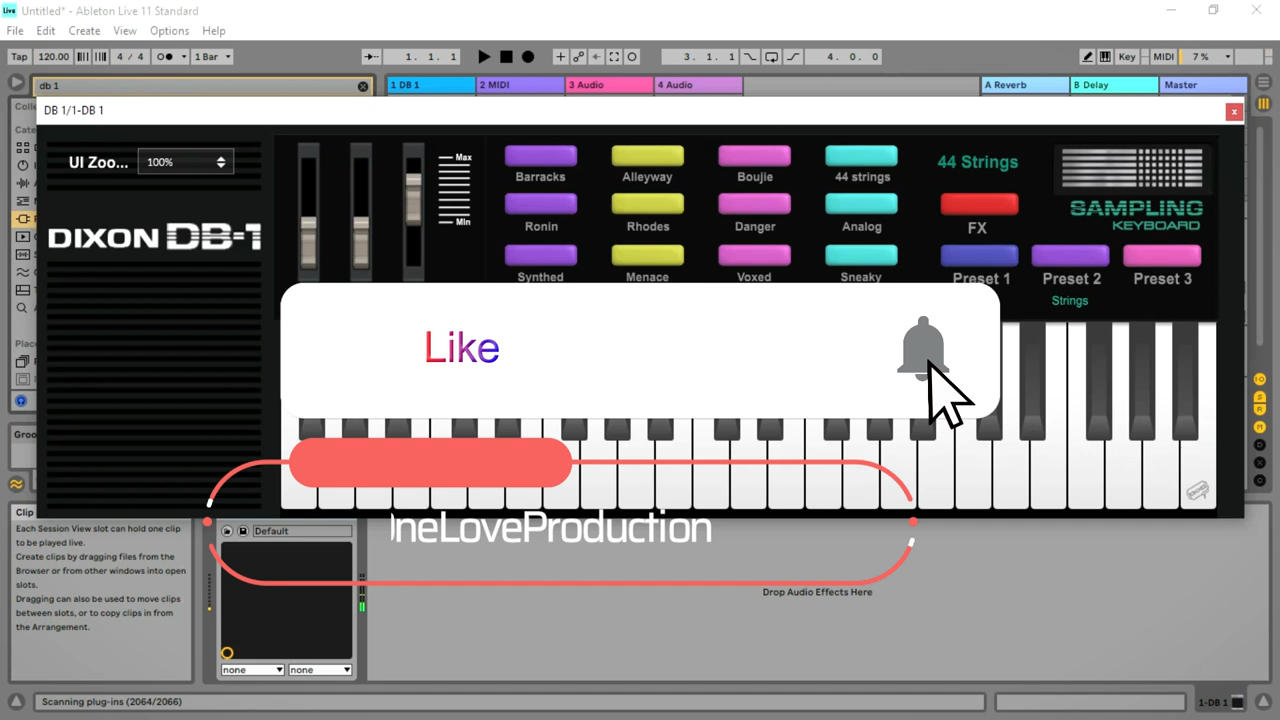 Live Untitled* - Ableton Live 11 Standard
File Edit Create View Options Help
Tap 120.00 4 / 4 1 Bar 1. 1. 1 3. 1. 1 4. 0. 0 Key MIDI 7 %
db 1 1 DB 1 2 MIDI 3 Audio 4 Audio A Reverb B Delay Master
DB 1/1-DB 1
x
UI Zoo... 100%
DIXON DB-1
Max
Min
Barracks Alleyway Boujie 44 strings
Ronin Rhodes Danger Analog
Synthed Menace Voxed Sneaky
44 Strings
FX
SAMPLING
KEYBOARD
Preset 1 Preset 2 Preset 3
Strings
Like
neLoveProduction
Clip
Each Session View slot can hold one clip
to be played live.
Create clips by dragging files from the
Browser or from other windows into open
slots.
Dragging can also be used to move clips
between slots, or to copy clips in from
the Arrangement.
Default
none none
Drop Audio Effects Here
Scanning plug-ins (2064/2066)
1-DB 1